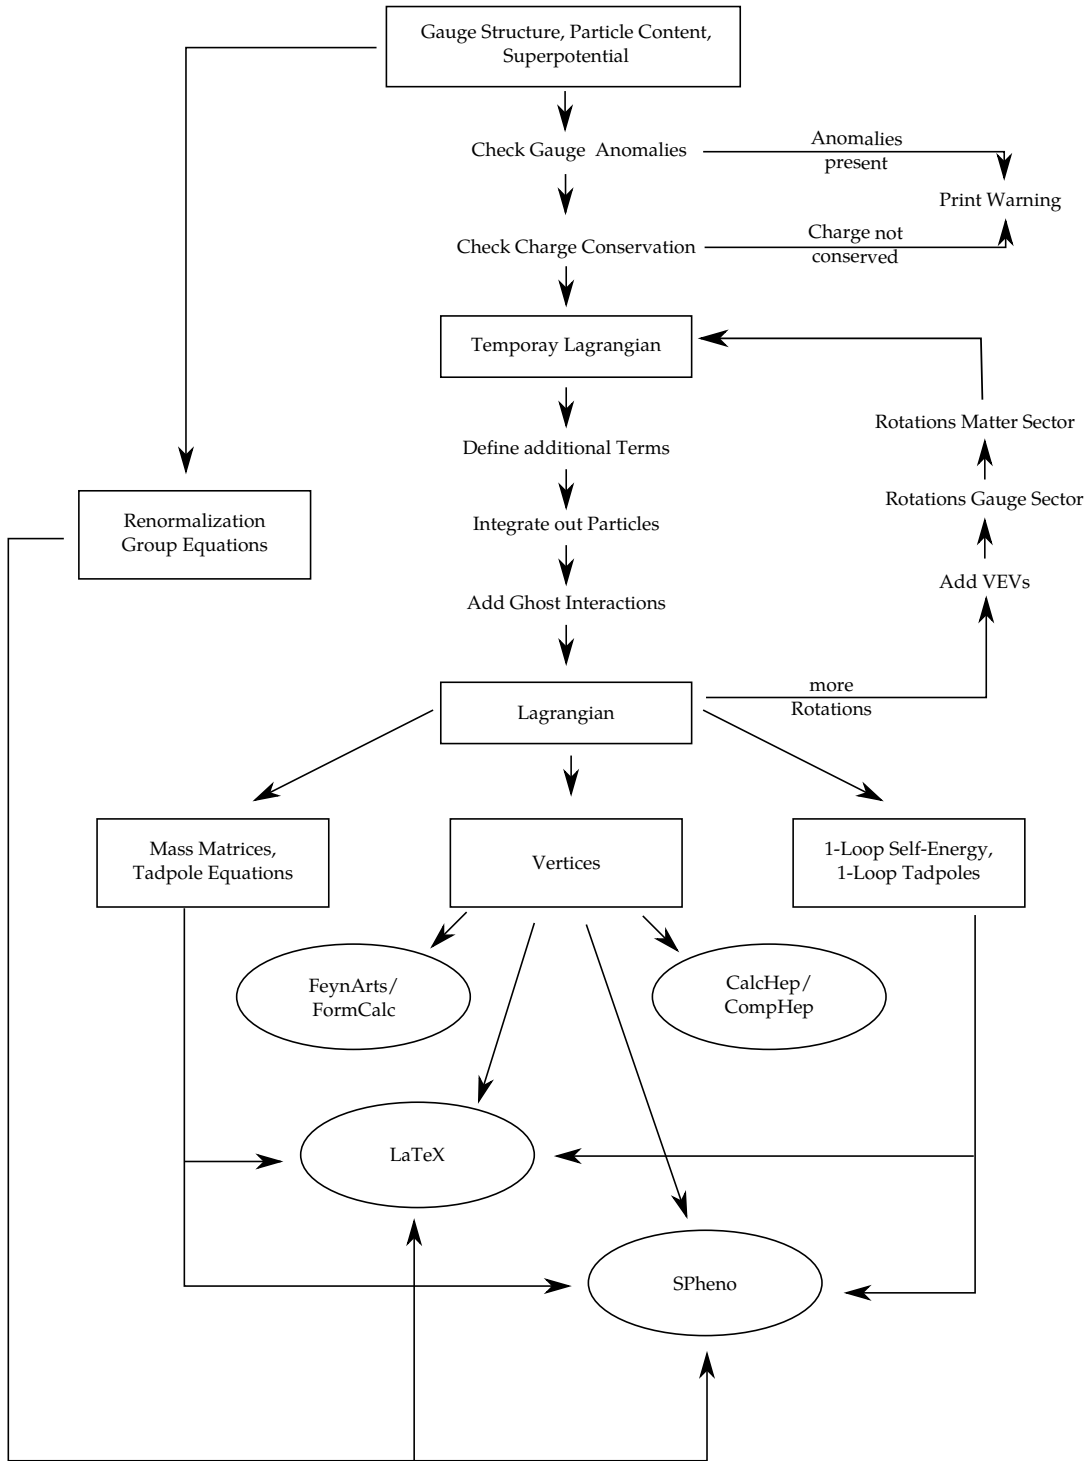 Gauge Structure, Particle Content,
Superpotential
Check Gauge Anomalies
Anomalies
present
Print Warning
Check Charge Conservation
Charge not
conserved
Temporay Lagrangian
Rotations Matter Sector
Define additional Terms
Rotations Gauge Sector
Integrate out Particles
Renormalization
Group Equations
Add VEVs
Add Ghost Interactions
more
Rotations
Lagrangian
Mass Matrices,
Tadpole Equations
Vertices
1-Loop Self-Energy,
1-Loop Tadpoles
FeynArts/
FormCalc
CalcHep/
CompHep
LaTeX
SPheno